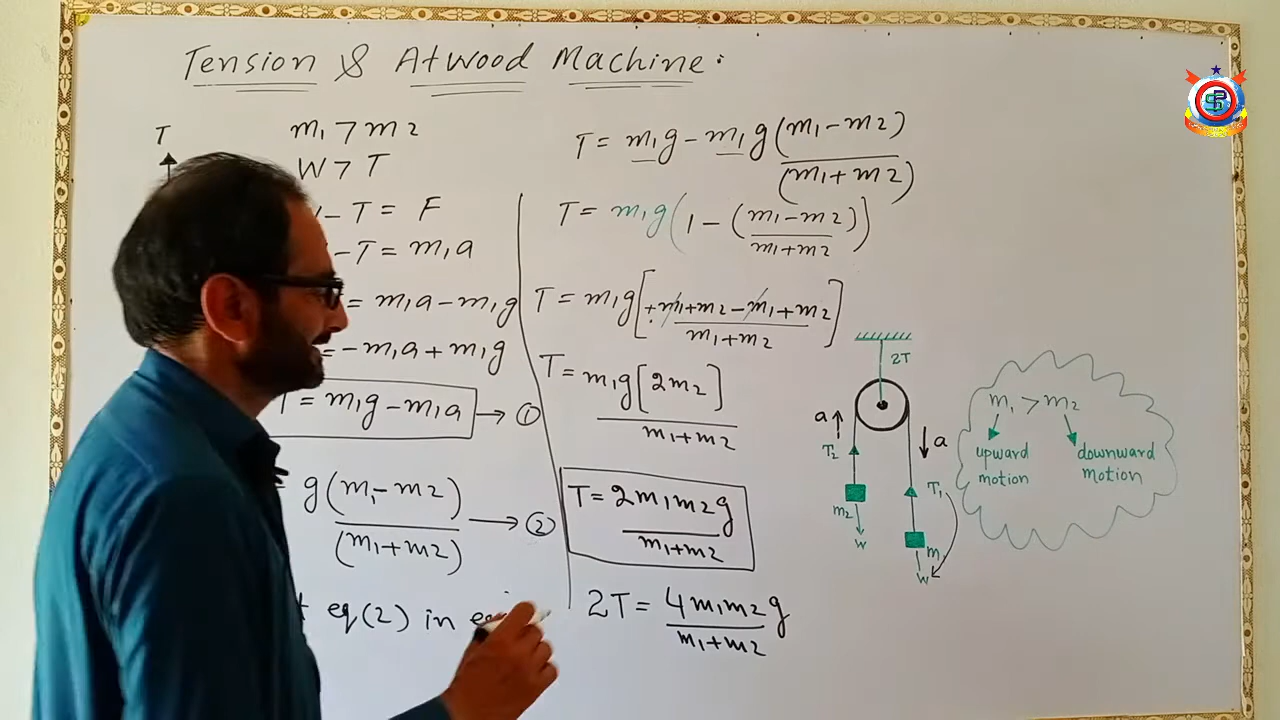 Tension & Atwood Machine:
T
m₁ > m2
W > T
- T = F
- T = m₁a
= m₁a - m₁g
= -m₁a + m₁g
T = m₁g - m₁a → ①
= g(m₁ - m2)/(m₁ + m2) → ②
eq(2) in
T = m₁g - m₁g(m₁ - m2)/(m₁ + m2)
T = m₁g(1 - (m₁ - m2)/(m₁ + m2))
T = m₁g[+m₁ + m2 - m₁ + m2/m₁ + m2]
T = m₁g[2m2]/m₁ + m2
T = 2m₁m2g/m₁ + m2
2T = 4m₁m2g/m₁ + m2
2T
a
a
T₂
T₁
m2
W
m₁
W
m₁ > m2
upward motion
downward motion